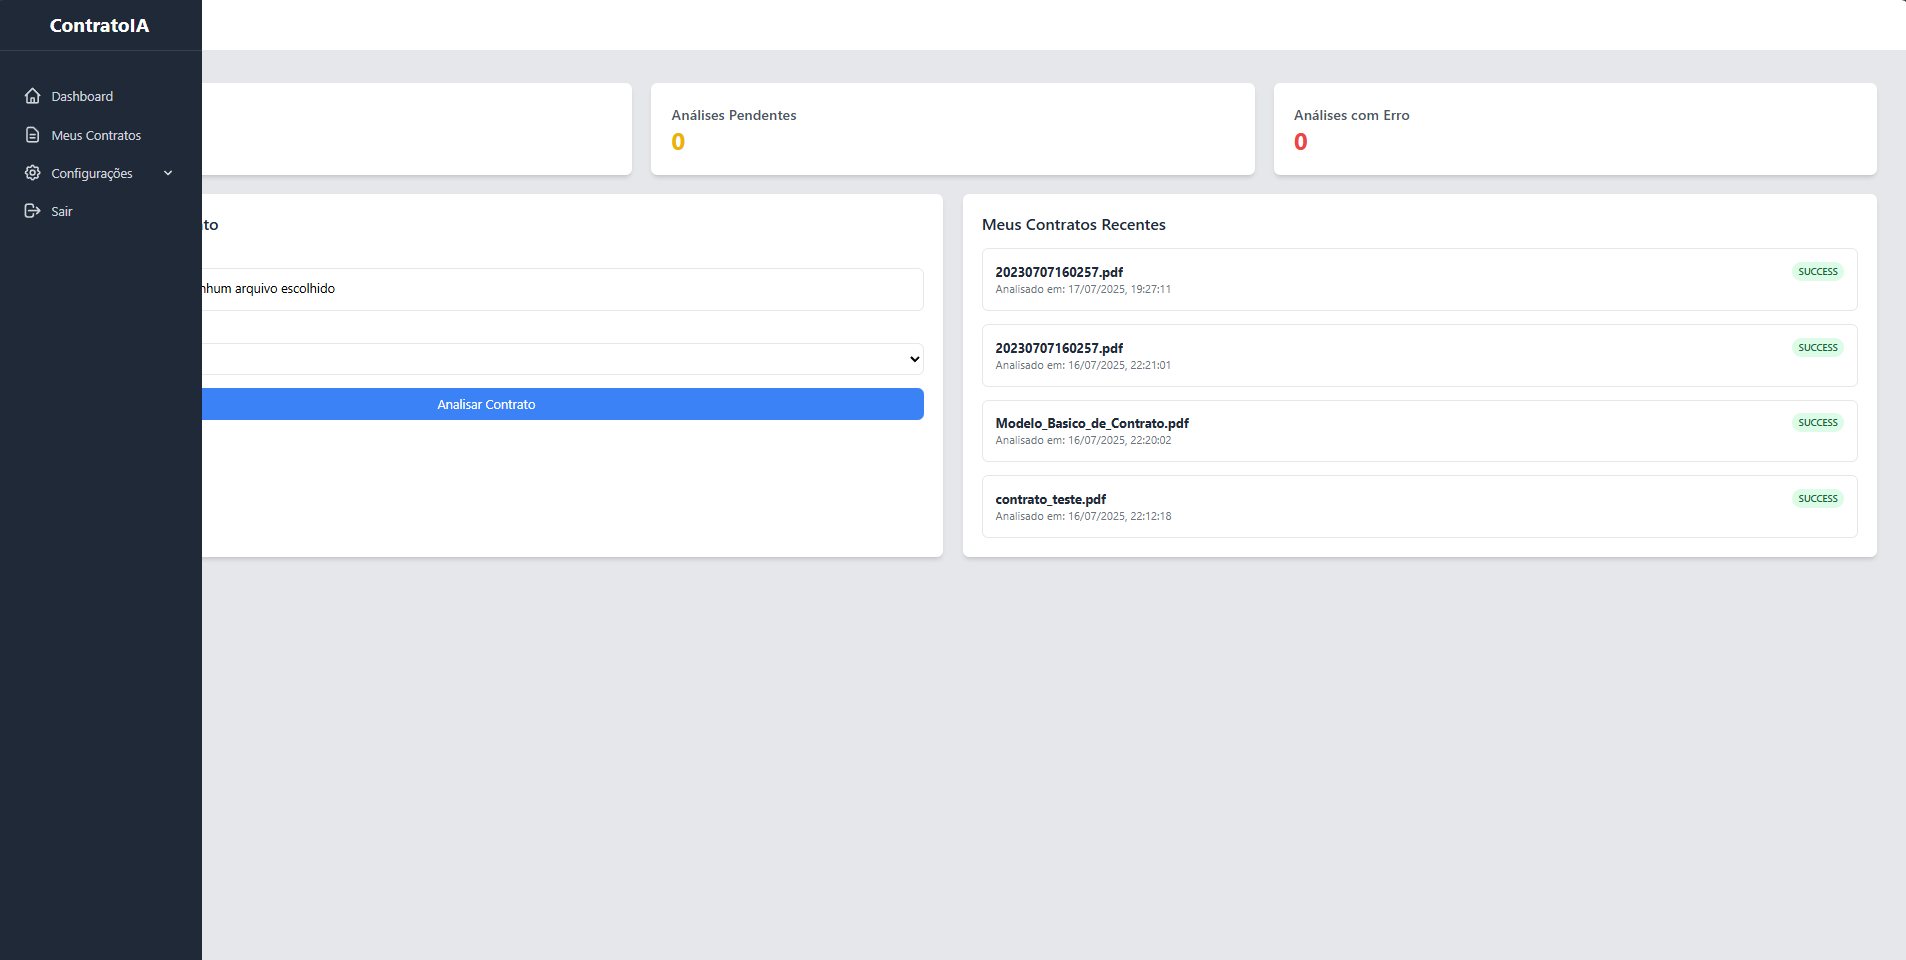 ContratoIA
Dashboard
Meus Contratos
Configurações
Sair
Análises Pendentes
0
Análises com Erro
0
to
nhum arquivo escolhido
Analisar Contrato
Meus Contratos Recentes
20230707160257.pdf
SUCCESS
Analisado em: 17/07/2025, 19:27:11
20230707160257.pdf
SUCCESS
Analisado em: 16/07/2025, 22:21:01
Modelo_Basico_de_Contrato.pdf
SUCCESS
Analisado em: 16/07/2025, 22:20:02
contrato_teste.pdf
SUCCESS
Analisado em: 16/07/2025, 22:12:18